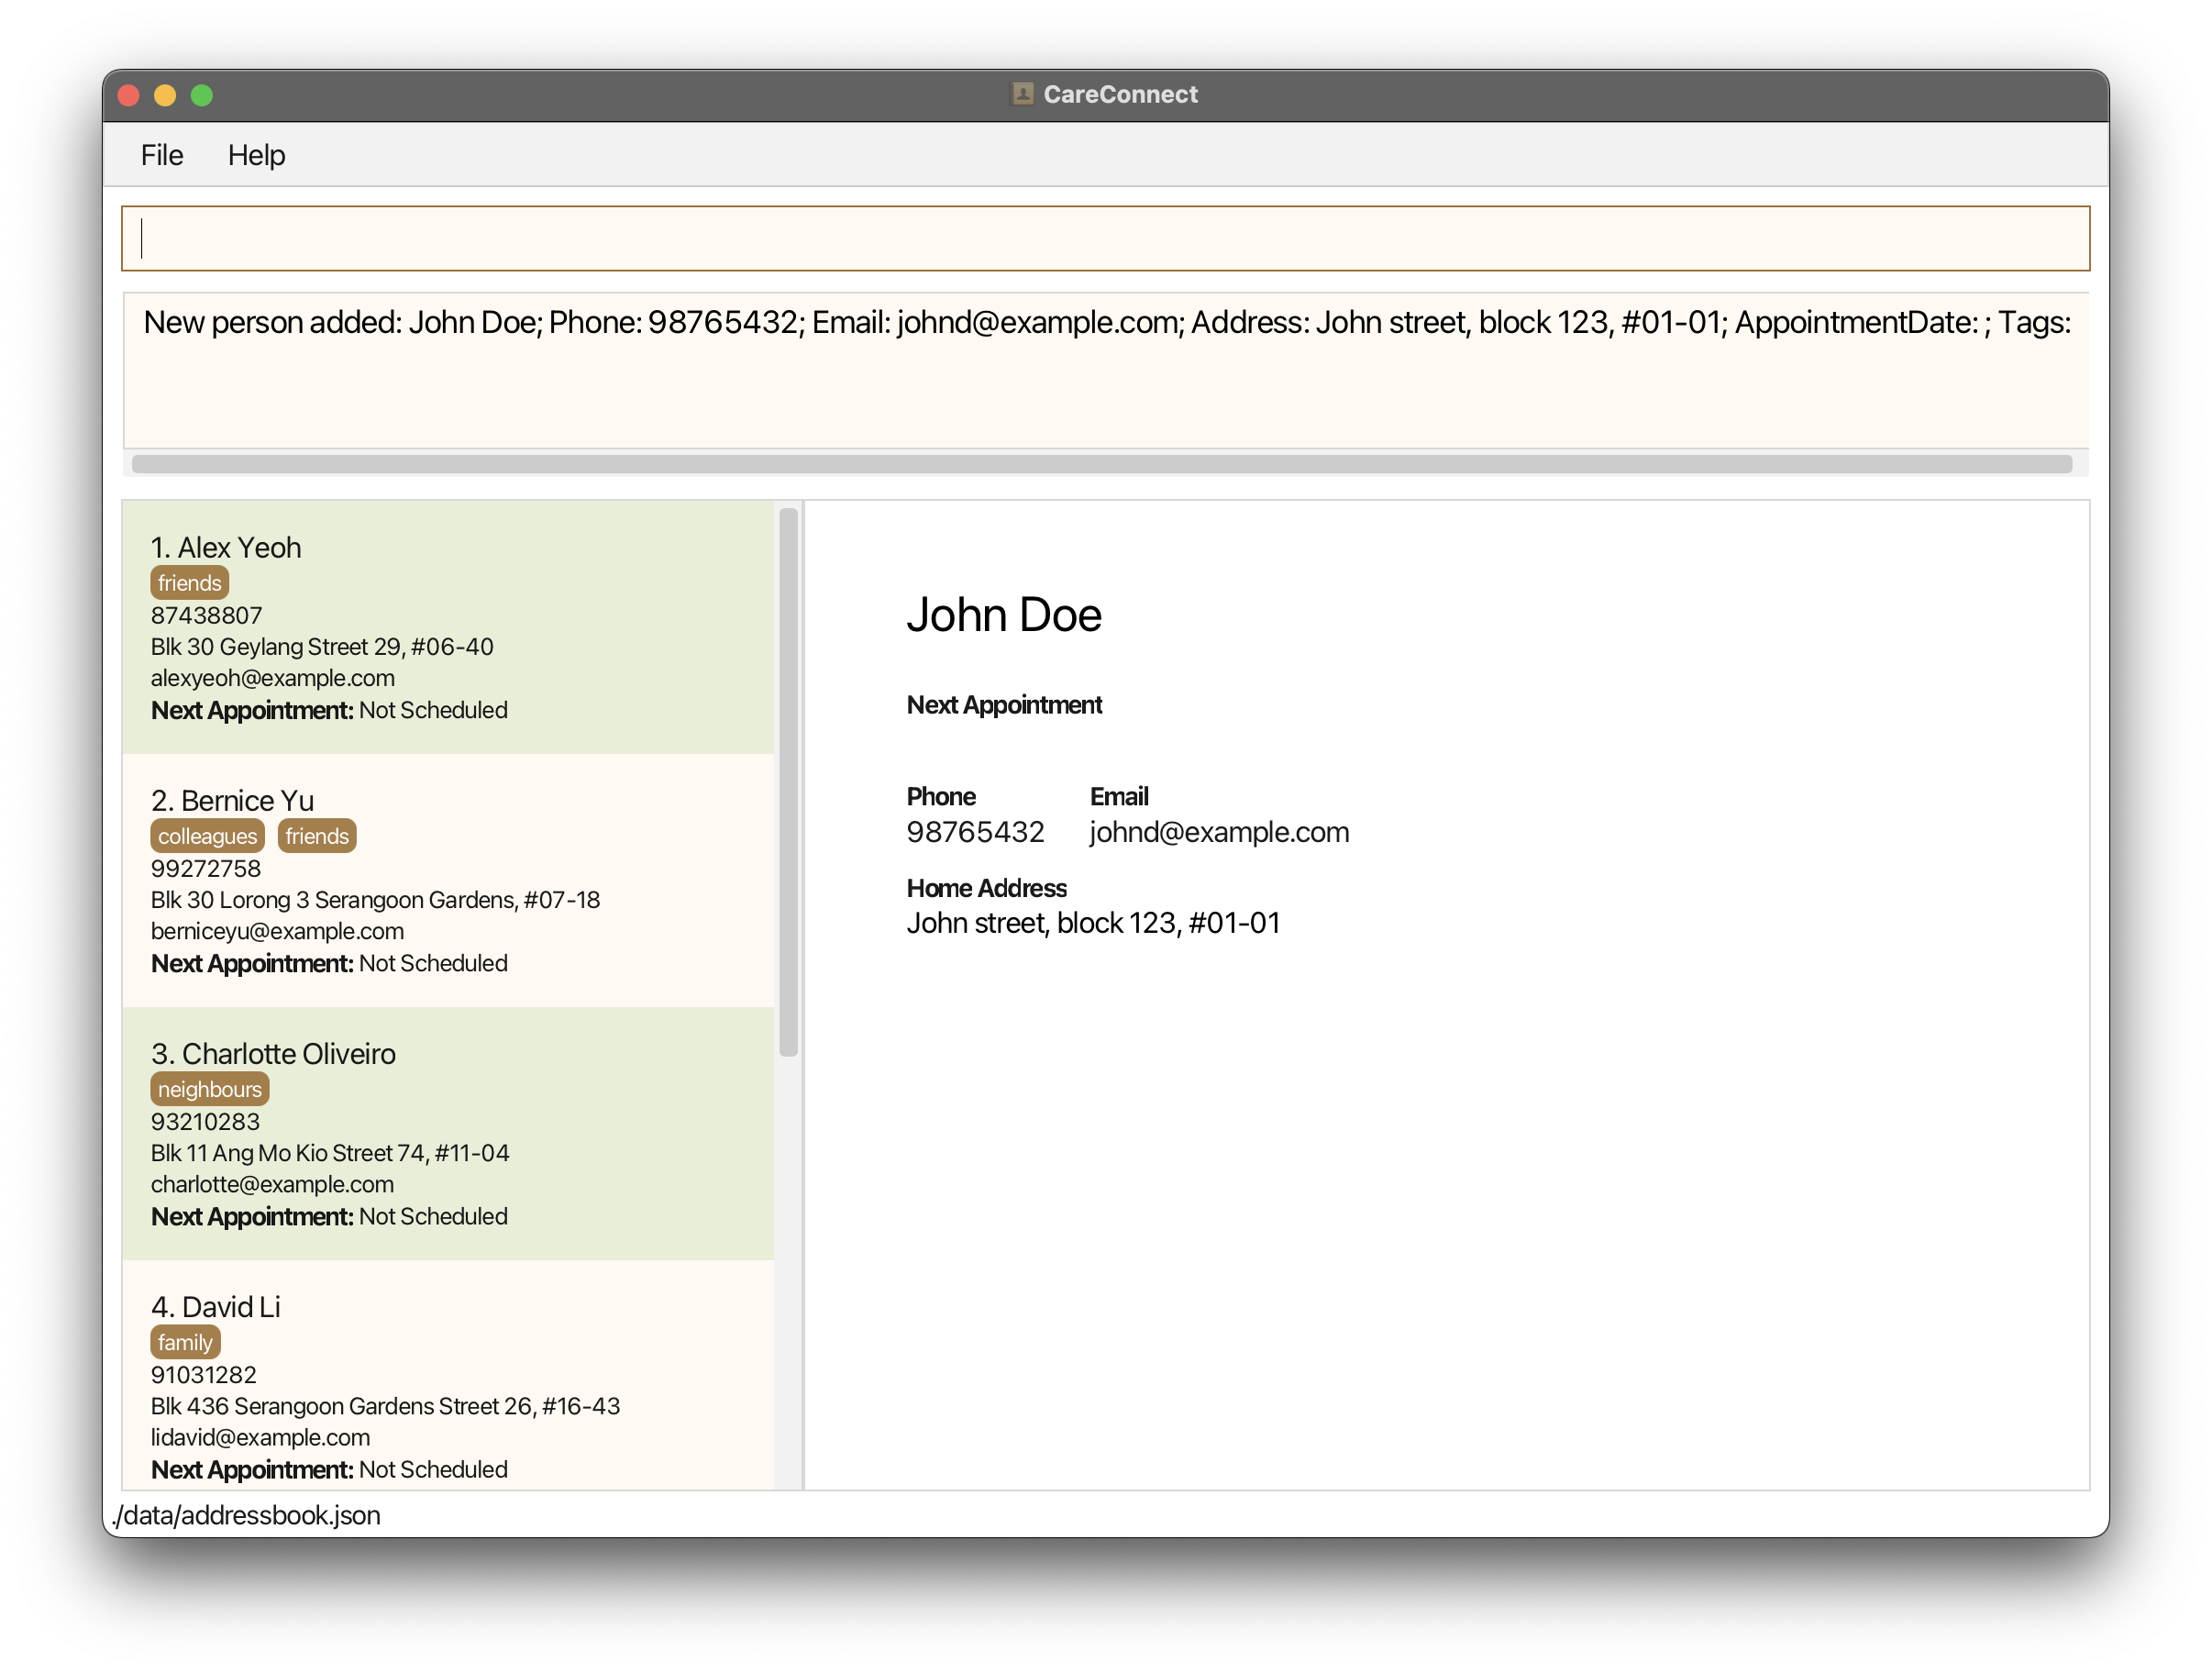 CareConnect
File Help
New person added: John Doe; Phone: 98765432; Email: johnd@example.com; Address: John street, block 123, #01-01; AppointmentDate: ; Tags:
1. Alex Yeoh
friends
87438807
Blk 30 Geylang Street 29, #06-40
alexyeoh@example.com
Next Appointment: Not Scheduled
2. Bernice Yu
colleagues friends
99272758
Blk 30 Lorong 3 Serangoon Gardens, #07-18
berniceyu@example.com
Next Appointment: Not Scheduled
3. Charlotte Oliveiro
neighbours
93210283
Blk 11 Ang Mo Kio Street 74, #11-04
charlotte@example.com
Next Appointment: Not Scheduled
4. David Li
family
91031282
Blk 436 Serangoon Gardens Street 26, #16-43
lidavid@example.com
Next Appointment: Not Scheduled
John Doe
Next Appointment
Phone Email
98765432 johnd@example.com
Home Address
John street, block 123, #01-01
./data/addressbook.json